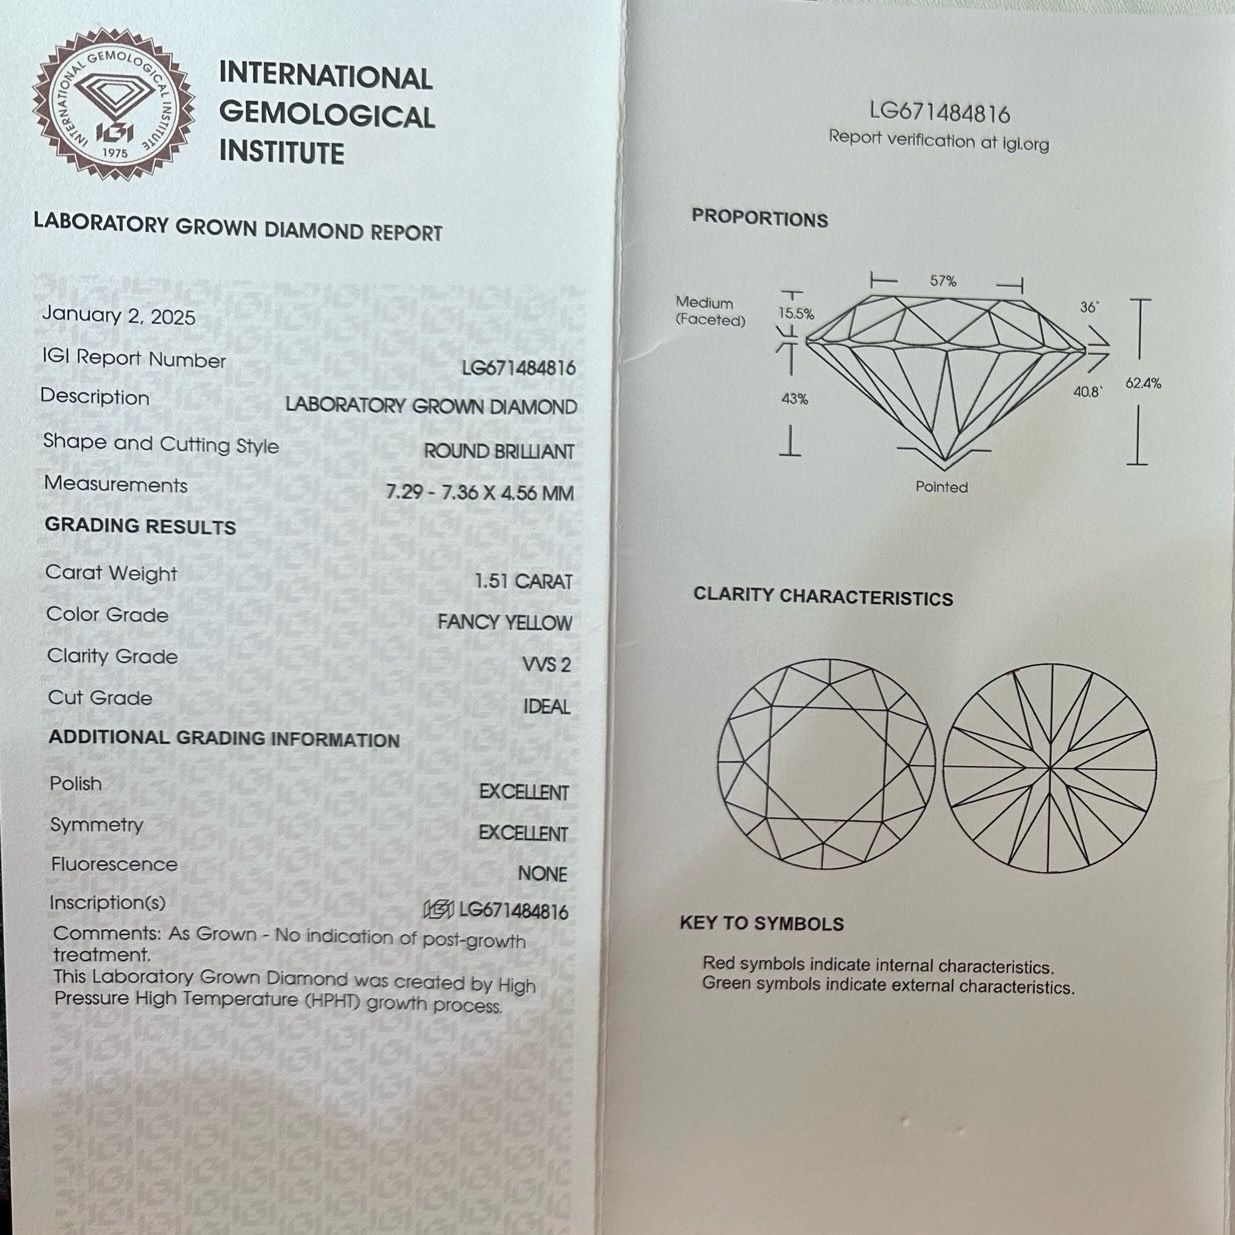 INTERNATIONAL GEMOLOGICAL INSTITUTE
IGI
1975
INTERNATIONAL
GEMOLOGICAL
INSTITUTE
LABORATORY GROWN DIAMOND REPORT
January 2, 2025
IGI Report Number LG671484816
Description LABORATORY GROWN DIAMOND
Shape and Cutting Style ROUND BRILLIANT
Measurements 7.29 - 7.36 X 4.56 MM
GRADING RESULTS
Carat Weight 1.51 CARAT
Color Grade FANCY YELLOW
Clarity Grade VVS 2
Cut Grade IDEAL
ADDITIONAL GRADING INFORMATION
Polish EXCELLENT
Symmetry EXCELLENT
Fluorescence NONE
Inscription(s) IGI LG671484816
Comments: As Grown - No indication of post-growth
treatment.
This Laboratory Grown Diamond was created by High
Pressure High Temperature (HPHT) growth process.
LG671484816
Report verification at igi.org
PROPORTIONS
57%
Medium
(Faceted)
15.5%
36°
43%
40.8°
62.4%
Pointed
CLARITY CHARACTERISTICS
KEY TO SYMBOLS
Red symbols indicate internal characteristics.
Green symbols indicate external characteristics.